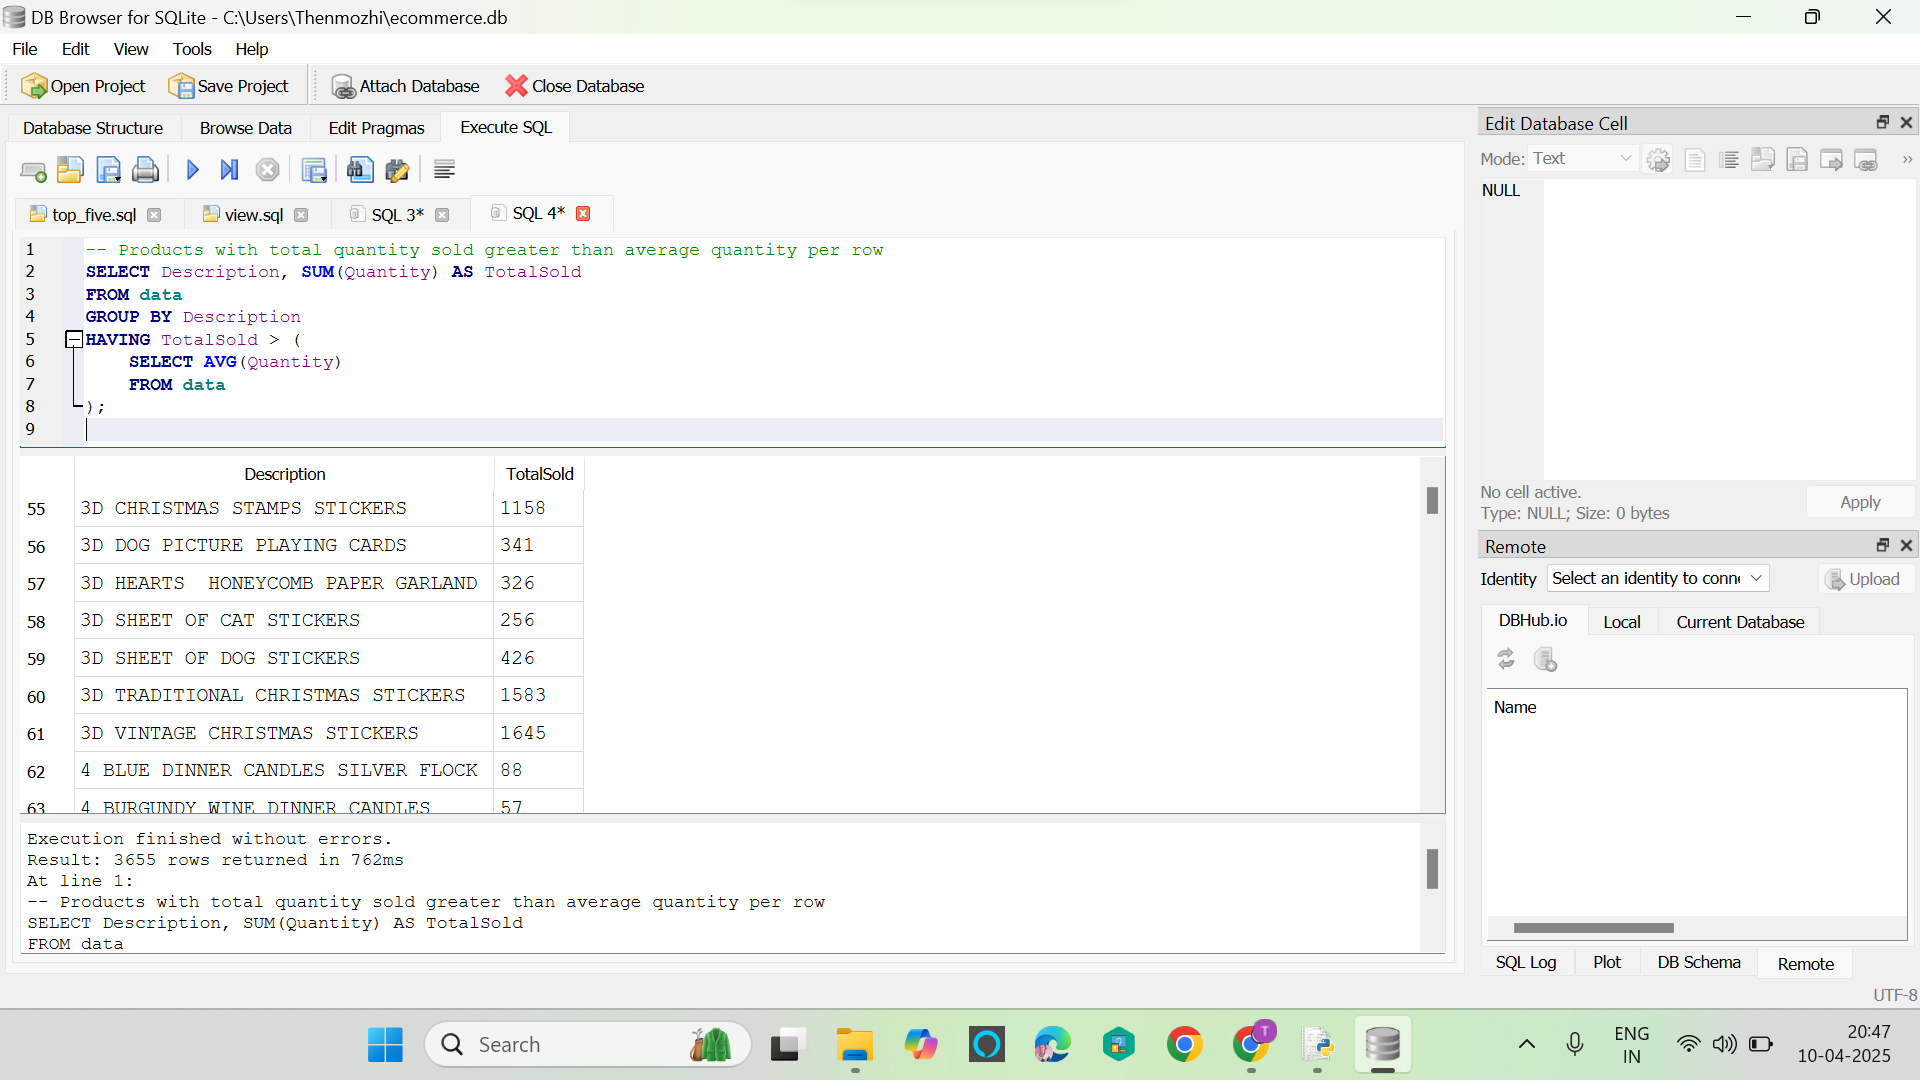 DB Browser for SQLite - C:\Users\Thenmozhi\ecommerce.db
File Edit View Tools Help
Open Project Save Project Attach Database Close Database
Database Structure Browse Data Edit Pragmas Execute SQL
top_five.sql view.sql SQL 3* SQL 4*
1 -- Products with total quantity sold greater than average quantity per row
2 SELECT Description, SUM(Quantity) AS TotalSold
3 FROM data
4 GROUP BY Description
5 HAVING TotalSold > (
6 SELECT AVG(Quantity)
7 FROM data
8 );
9
Description TotalSold
55 3D CHRISTMAS STAMPS STICKERS 1158
56 3D DOG PICTURE PLAYING CARDS 341
57 3D HEARTS  HONEYCOMB PAPER GARLAND 326
58 3D SHEET OF CAT STICKERS 256
59 3D SHEET OF DOG STICKERS 426
60 3D TRADITIONAL CHRISTMAS STICKERS 1583
61 3D VINTAGE CHRISTMAS STICKERS 1645
62 4 BLUE DINNER CANDLES SILVER FLOCK 88
63 4 BURGUNDY WINE DINNER CANDLES 57
Execution finished without errors.
Result: 3655 rows returned in 762ms
At line 1:
-- Products with total quantity sold greater than average quantity per row
SELECT Description, SUM(Quantity) AS TotalSold
FROM data
Edit Database Cell
Mode: Text
NULL
No cell active.
Type: NULL; Size: 0 bytes
Apply
Remote
Identity Select an identity to conne Upload
DBHub.io Local Current Database
Name
SQL Log Plot DB Schema Remote
UTF-8
Search
T
ENG
IN
20:47
10-04-2025